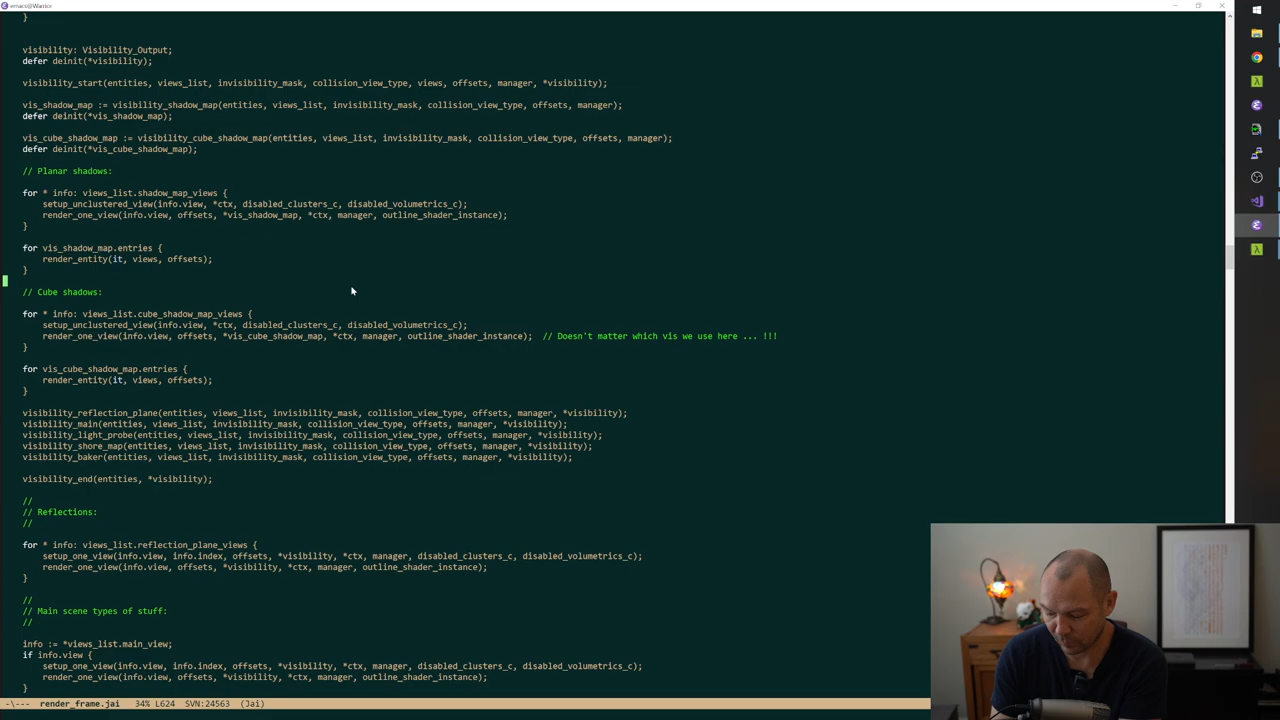 emacs@Warrior
}
visibility: Visibility_Output;
defer deinit(*visibility);
visibility_start(entities, views_list, invisibility_mask, collision_view_type, views, offsets, manager, *visibility);
vis_shadow_map := visibility_shadow_map(entities, views_list, invisibility_mask, collision_view_type, offsets, manager);
defer deinit(*vis_shadow_map);
vis_cube_shadow_map := visibility_cube_shadow_map(entities, views_list, invisibility_mask, collision_view_type, offsets, manager);
defer deinit(*vis_cube_shadow_map);
// Planar shadows:
for * info: views_list.shadow_map_views {
setup_unclustered_view(info.view, *ctx, disabled_clusters_c, disabled_volumetrics_c);
render_one_view(info.view, offsets, *vis_shadow_map, *ctx, manager, outline_shader_instance);
}
for vis_shadow_map.entries {
render_entity(it, views, offsets);
}
// Cube shadows:
for * info: views_list.cube_shadow_map_views {
setup_unclustered_view(info.view, *ctx, disabled_clusters_c, disabled_volumetrics_c);
render_one_view(info.view, offsets, *vis_cube_shadow_map, *ctx, manager, outline_shader_instance);  // Doesn't matter which vis we use here ... !!!
}
for vis_cube_shadow_map.entries {
render_entity(it, views, offsets);
}
visibility_reflection_plane(entities, views_list, invisibility_mask, collision_view_type, offsets, manager, *visibility);
visibility_main(entities, views_list, invisibility_mask, collision_view_type, offsets, manager, *visibility);
visibility_light_probe(entities, views_list, invisibility_mask, collision_view_type, offsets, manager, *visibility);
visibility_shore_map(entities, views_list, invisibility_mask, collision_view_type, offsets, manager, *visibility);
visibility_baker(entities, views_list, invisibility_mask, collision_view_type, offsets, manager, *visibility);
visibility_end(entities, *visibility);
//
// Reflections:
//
for * info: views_list.reflection_plane_views {
setup_one_view(info.view, info.index, offsets, *visibility, *ctx, manager, disabled_clusters_c, disabled_volumetrics_c);
render_one_view(info.view, offsets, *visibility, *ctx, manager, outline_shader_instance);
}
//
// Main scene types of stuff:
//
info := *views_list.main_view;
if info.view {
setup_one_view(info.view, info.index, offsets, *visibility, *ctx, manager, disabled_clusters_c, disabled_volumetrics_c);
render_one_view(info.view, offsets, *visibility, *ctx, manager, outline_shader_instance);
}
-\--- render_frame.jai 34% L624 SVN:24563 (Jai)